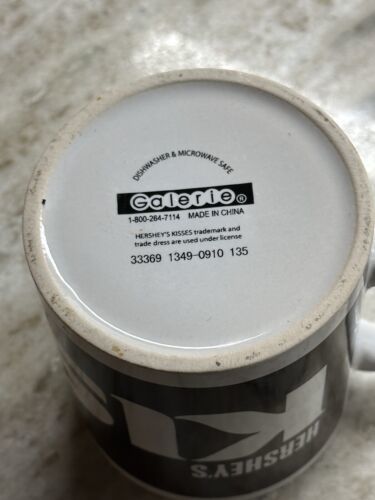 DISHWASHER & MICROWAVE SAFE
Galerie®
1-800-264-7114 MADE IN CHINA
HERSHEY'S KISSES trademark and
trade dress are used under license
33369 1349-0910 135
HERSHEY'S
KIS